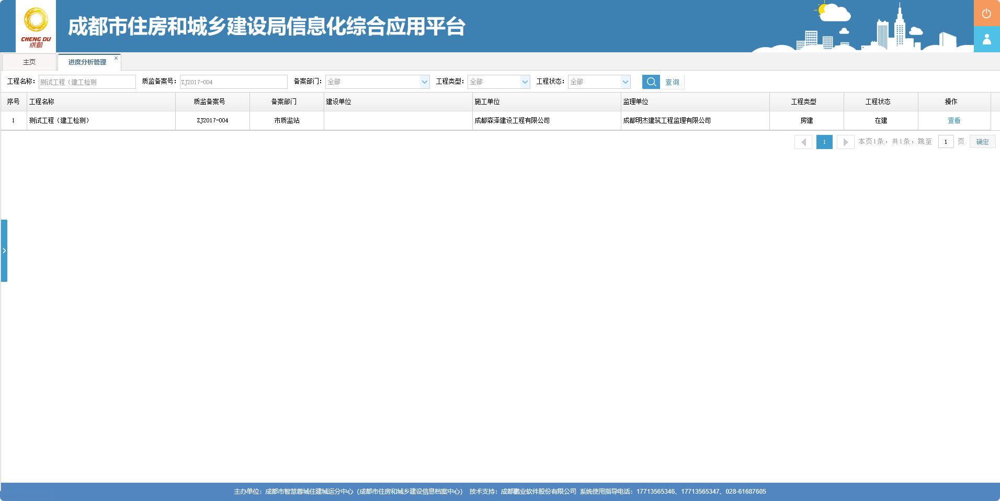 CHENG DU
成都
成都市住房和城乡建设局信息化综合应用平台
主页 进度分析管理
工程名称： 测试工程（建工检测 质监备案号： ZJ2017-004 备案部门： 全部 工程类型： 全部 工程状态： 全部 查询
序号 工程名称 质监备案号 备案部门 建设单位 施工单位 监理单位 工程类型 工程状态 操作
1 测试工程（建工检测） ZJ2017-004 市质监站 成都森泽建设工程有限公司 成都明杰建筑工程监理有限公司 房建 在建 查看
1 本页1条，共1条，跳至 1 页 确定
主办单位：成都市智慧蓉城住建城运分中心（成都市住房和城乡建设信息档案中心） 技术支持：成都鹏业软件股份有限公司 系统使用指导电话：17713565346、17713565347、028-61687605